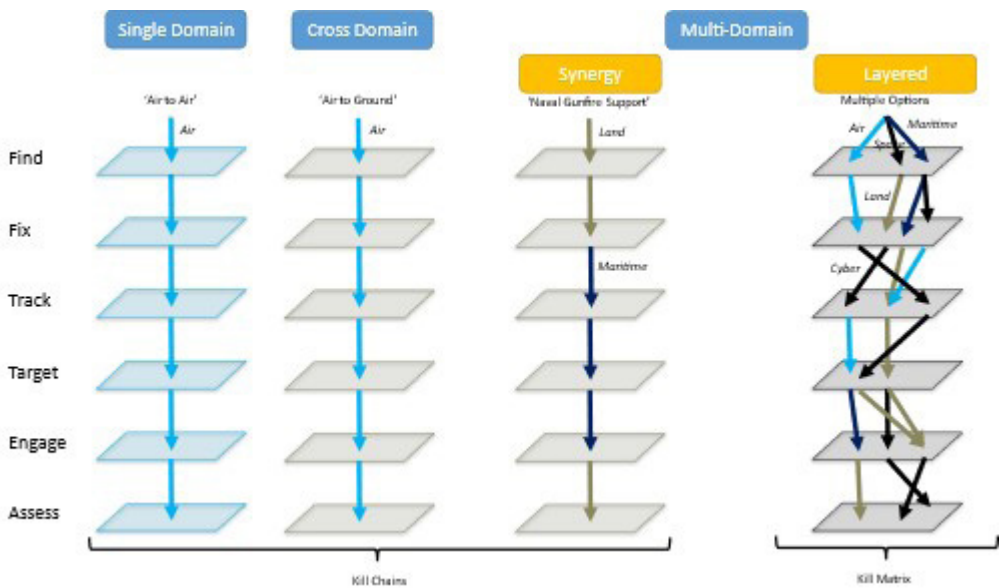 Single Domain
Cross Domain
Multi-Domain
Synergy
Layered
'Air to Air'
'Air to Ground'
'Naval Gunfire Support'
Multiple Options
Air
Air
Land
Air
Maritime
Space
Find
Land
Fix
Maritime
Cyber
Track
Target
Engage
Assess
Kill Chains
Kill Matrix